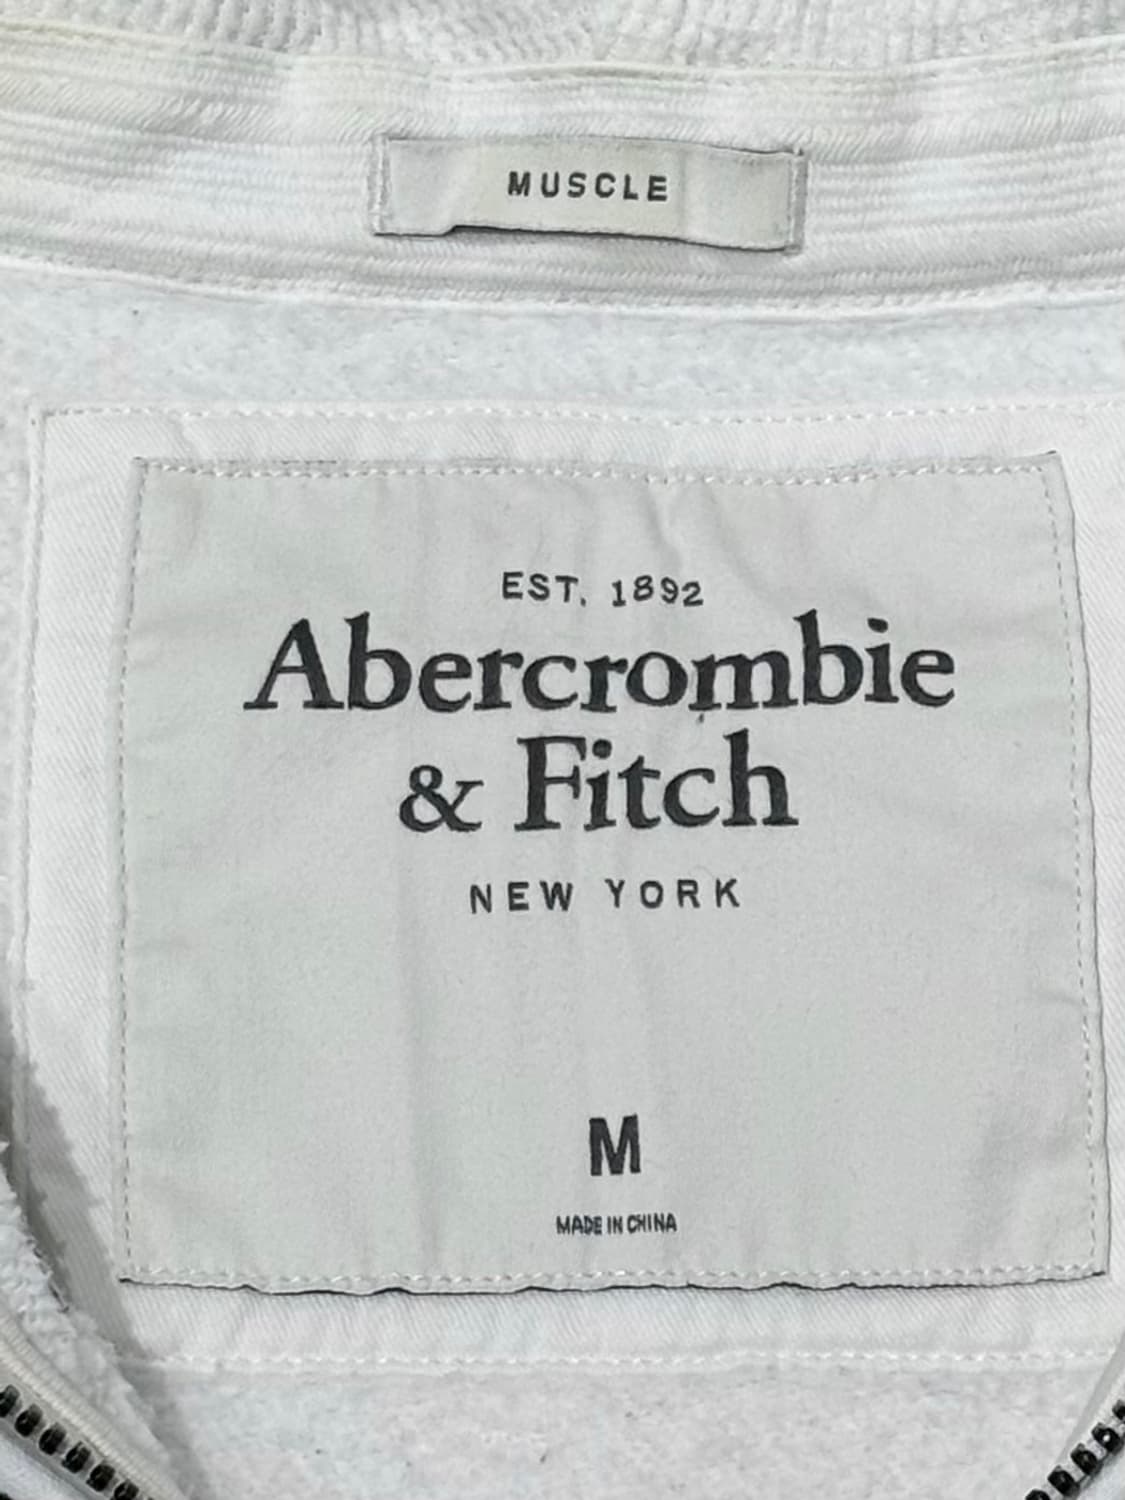 MUSCLE
EST. 1892
Abercrombie
& Fitch
NEW YORK
M
MADE IN CHINA